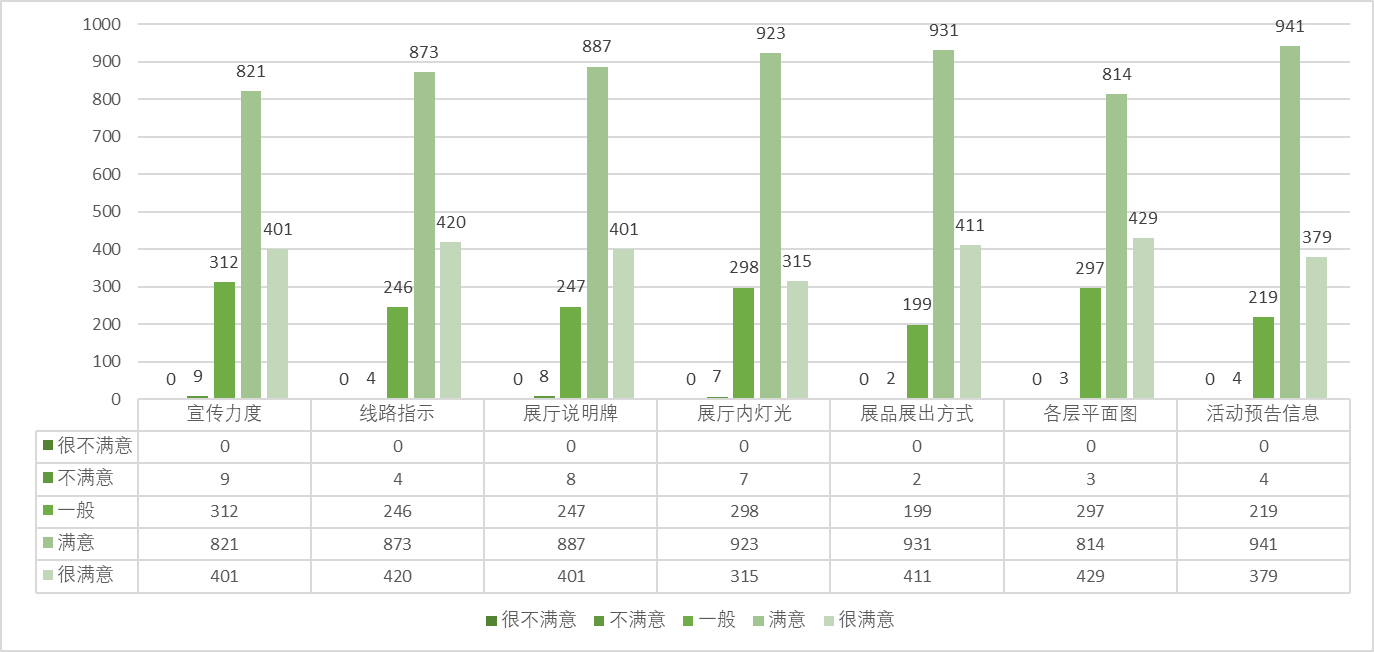 1000
900
800
700
600
500
400
300
200
100
0
0 9 312 821 401
0 4 246 873 420
0 8 247 887 401
0 7 298 923 315
0 2 199 931 411
0 3 297 814 429
0 4 219 941 379
宣传力度 线路指示 展厅说明牌 展厅内灯光 展品展出方式 各层平面图 活动预告信息
很不满意 0 0 0 0 0 0 0
不满意 9 4 8 7 2 3 4
一般 312 246 247 298 199 297 219
满意 821 873 887 923 931 814 941
很满意 401 420 401 315 411 429 379
很不满意 不满意 一般 满意 很满意